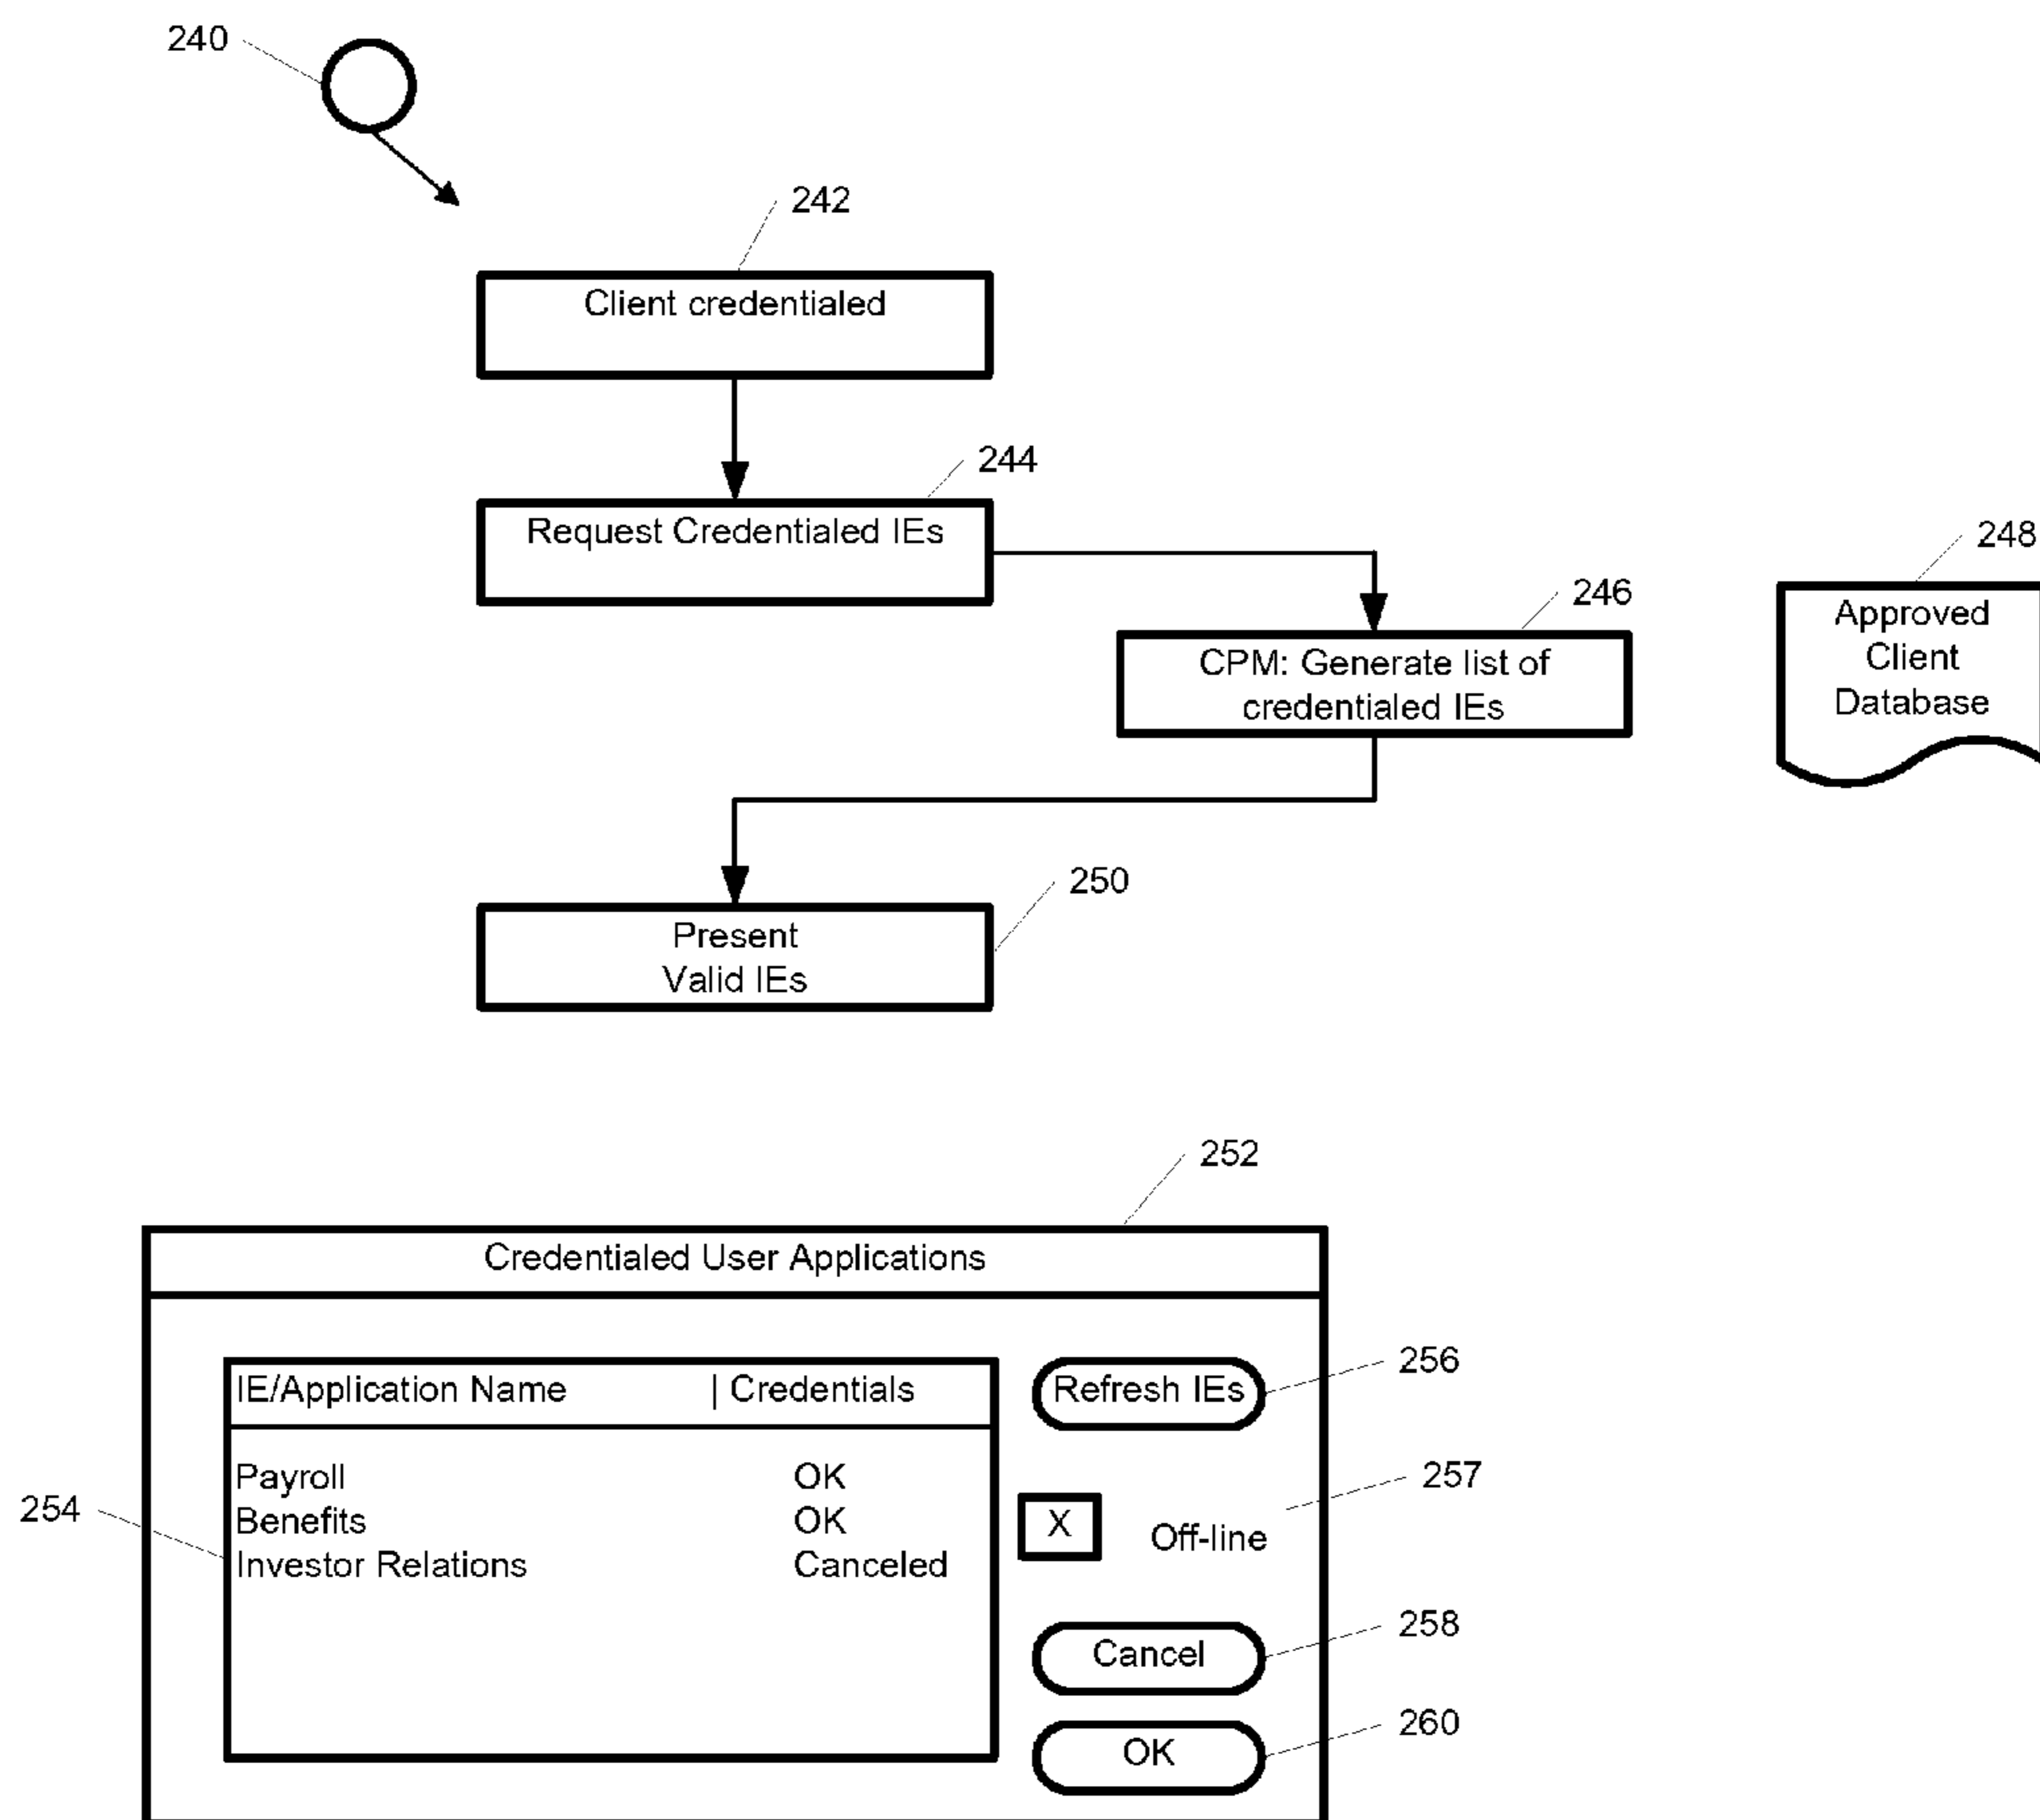 240
242
Client credentialed
244
Request Credentialed IEs
248
246
Approved
Client
Database
CPM: Generate list of
credentialed IEs
250
Present
Valid IEs
252
Credentialed User Applications
256
IE/Application Name | Credentials
Refresh IEs
257
Payroll OK
254
Benefits OK
X Off-line
Investor Relations Canceled
258
Cancel
260
OK